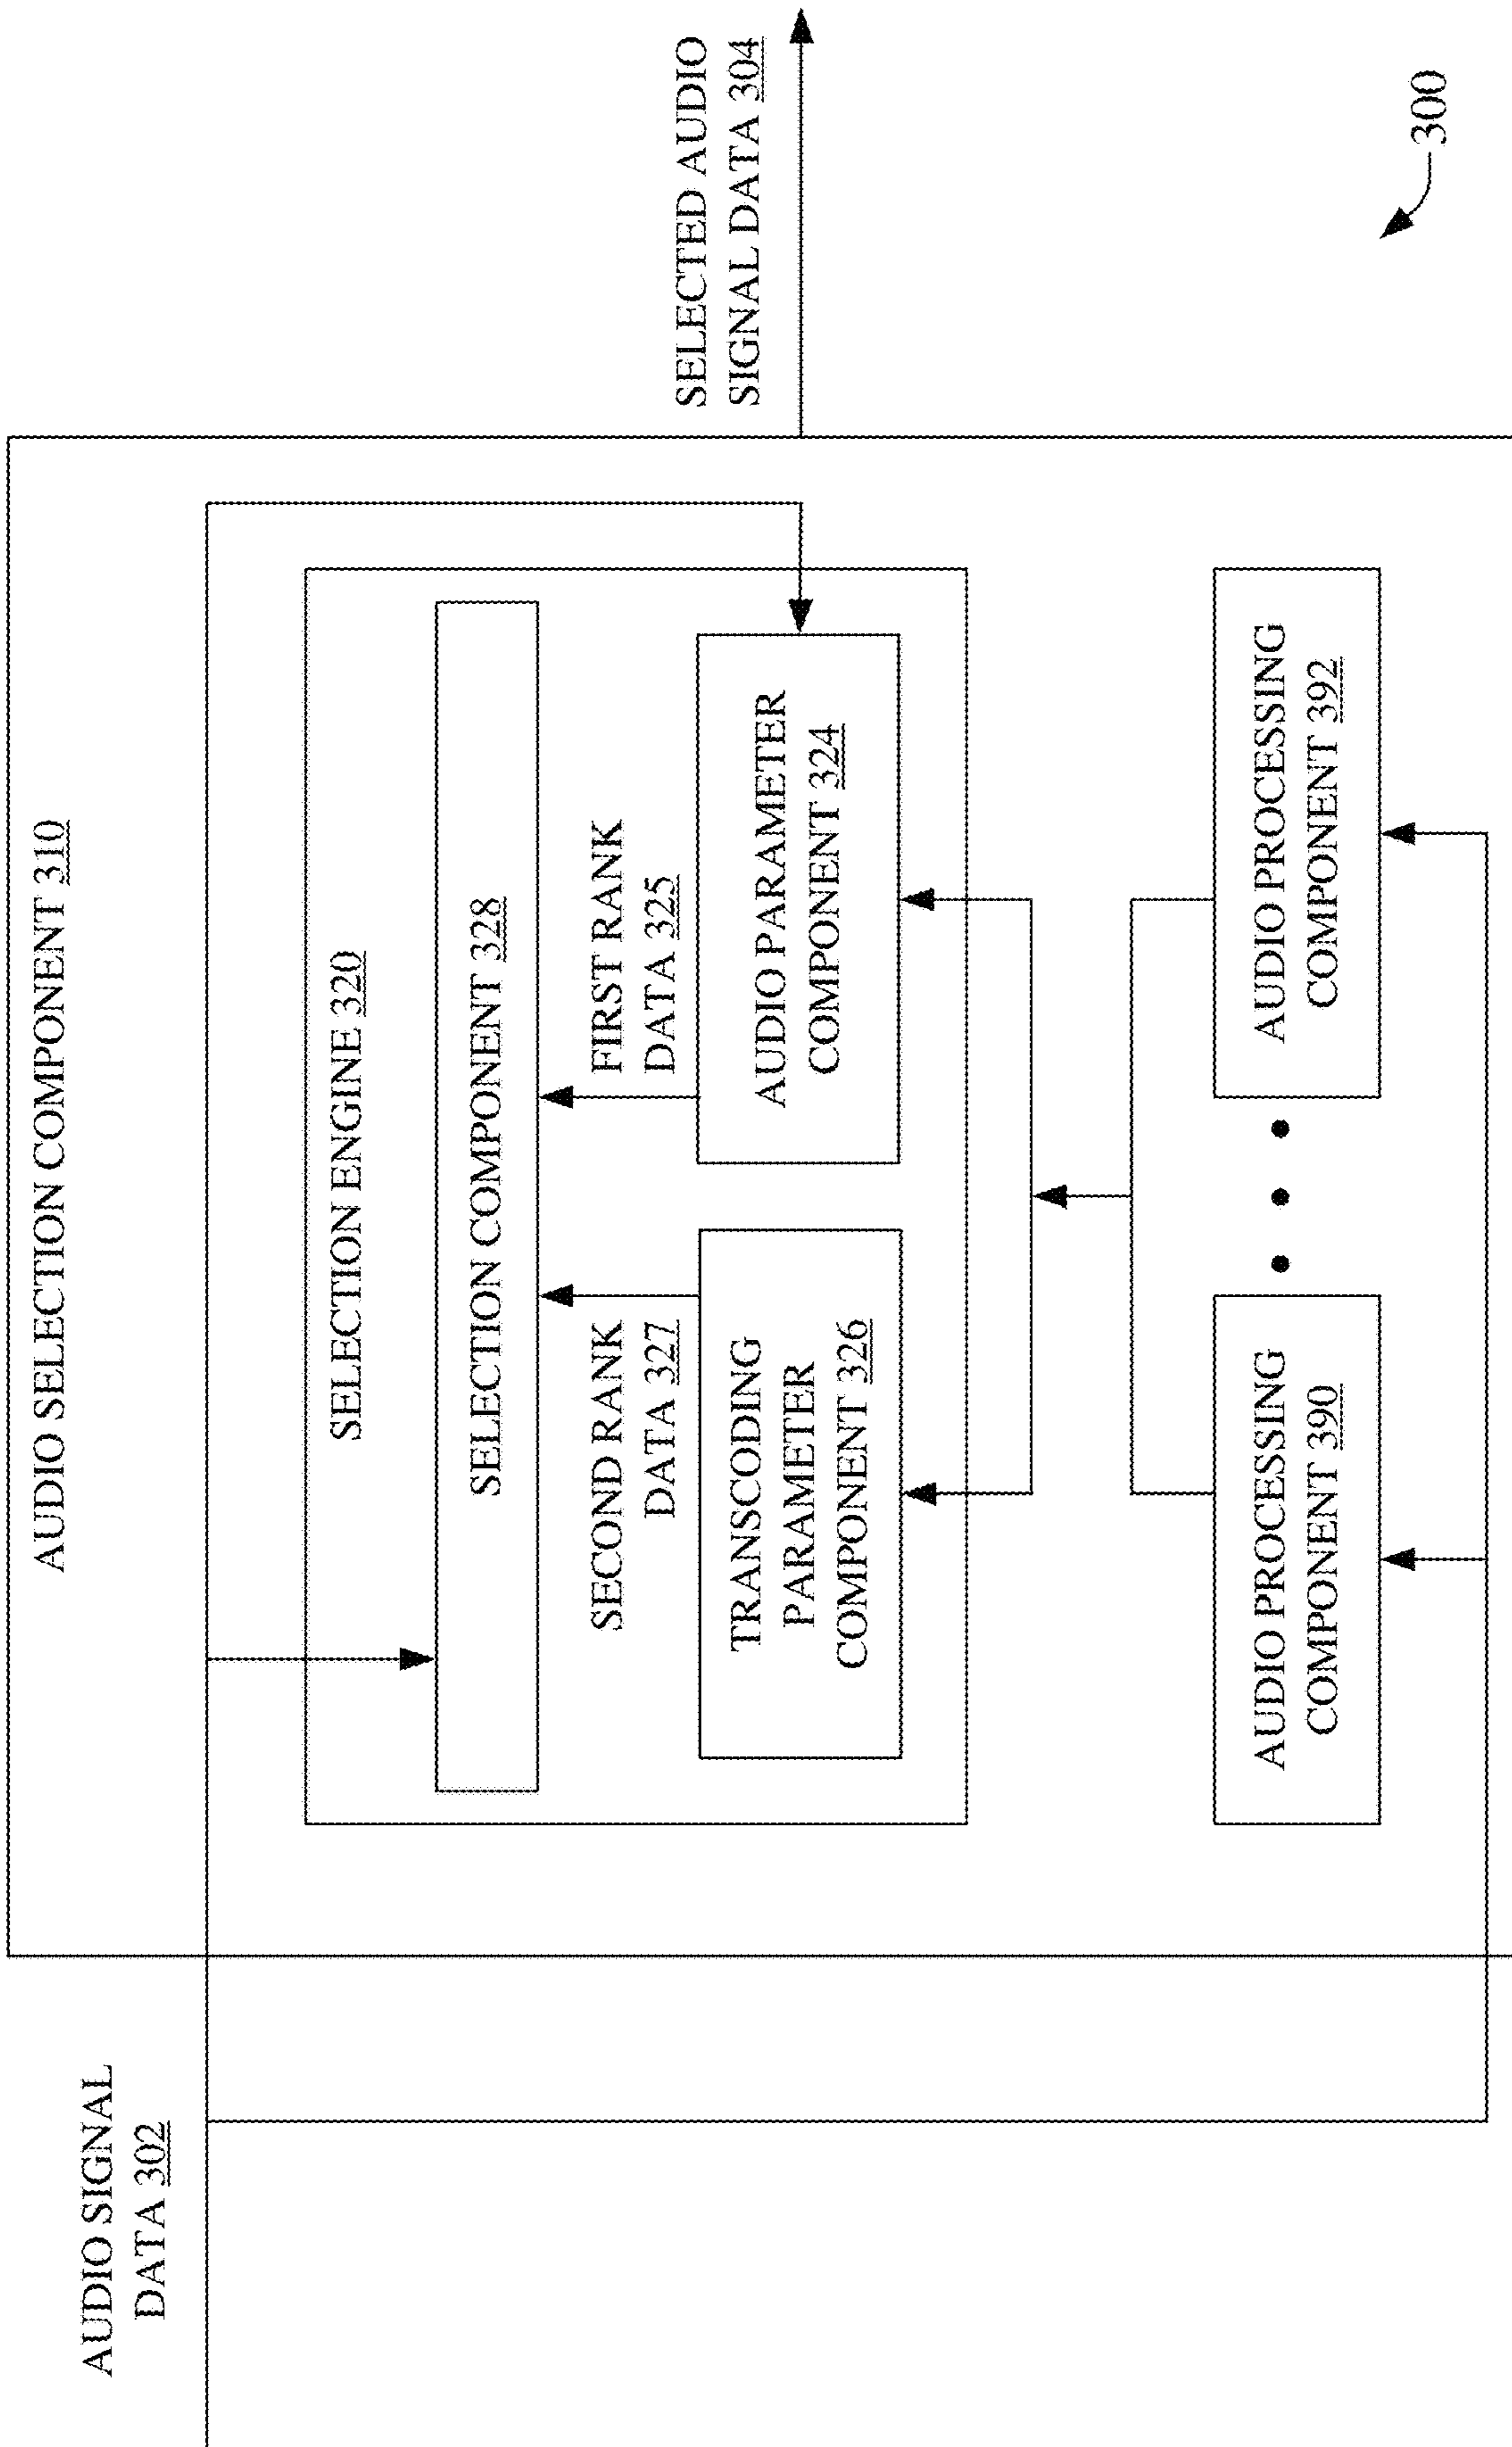 AUDIO SIGNAL
DATA 302
AUDIO SELECTION COMPONENT 310
SELECTION ENGINE 320
SELECTION COMPONENT 328
SECOND RANK
DATA 327
FIRST RANK
DATA 325
TRANSCODING
PARAMETER
COMPONENT 326
AUDIO PARAMETER
COMPONENT 324
AUDIO PROCESSING
COMPONENT 390
AUDIO PROCESSING
COMPONENT 392
SELECTED AUDIO
SIGNAL DATA 304
300